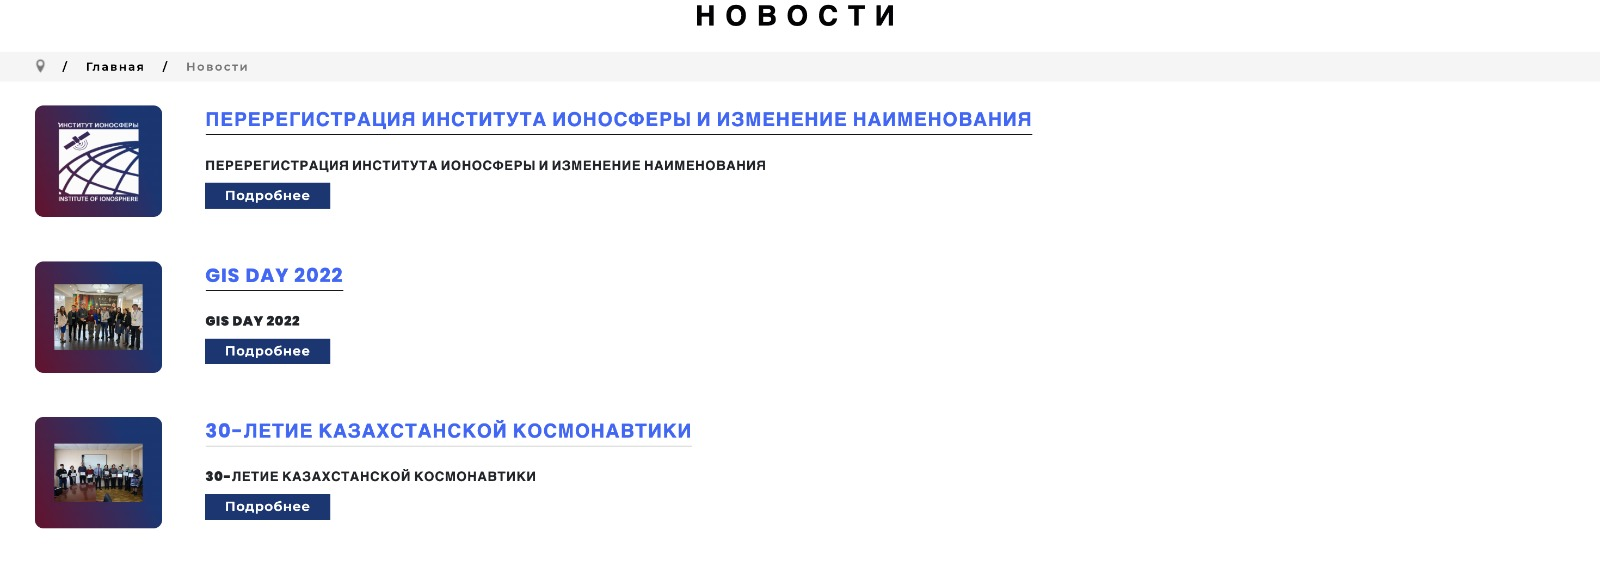 НОВОСТИ
/ Главная / Новости
ИНСТИТУТ ИОНОСФЕРЫ
INSTITUTE OF IONOSPHERE
ПЕРЕРЕГИСТРАЦИЯ ИНСТИТУТА ИОНОСФЕРЫ И ИЗМЕНЕНИЕ НАИМЕНОВАНИЯ
ПЕРЕРЕГИСТРАЦИЯ ИНСТИТУТА ИОНОСФЕРЫ И ИЗМЕНЕНИЕ НАИМЕНОВАНИЯ
Подробнее
GIS DAY 2022
GIS DAY 2022
Подробнее
30-ЛЕТИЕ КАЗАХСТАНСКОЙ КОСМОНАВТИКИ
30-ЛЕТИЕ КАЗАХСТАНСКОЙ КОСМОНАВТИКИ
Подробнее